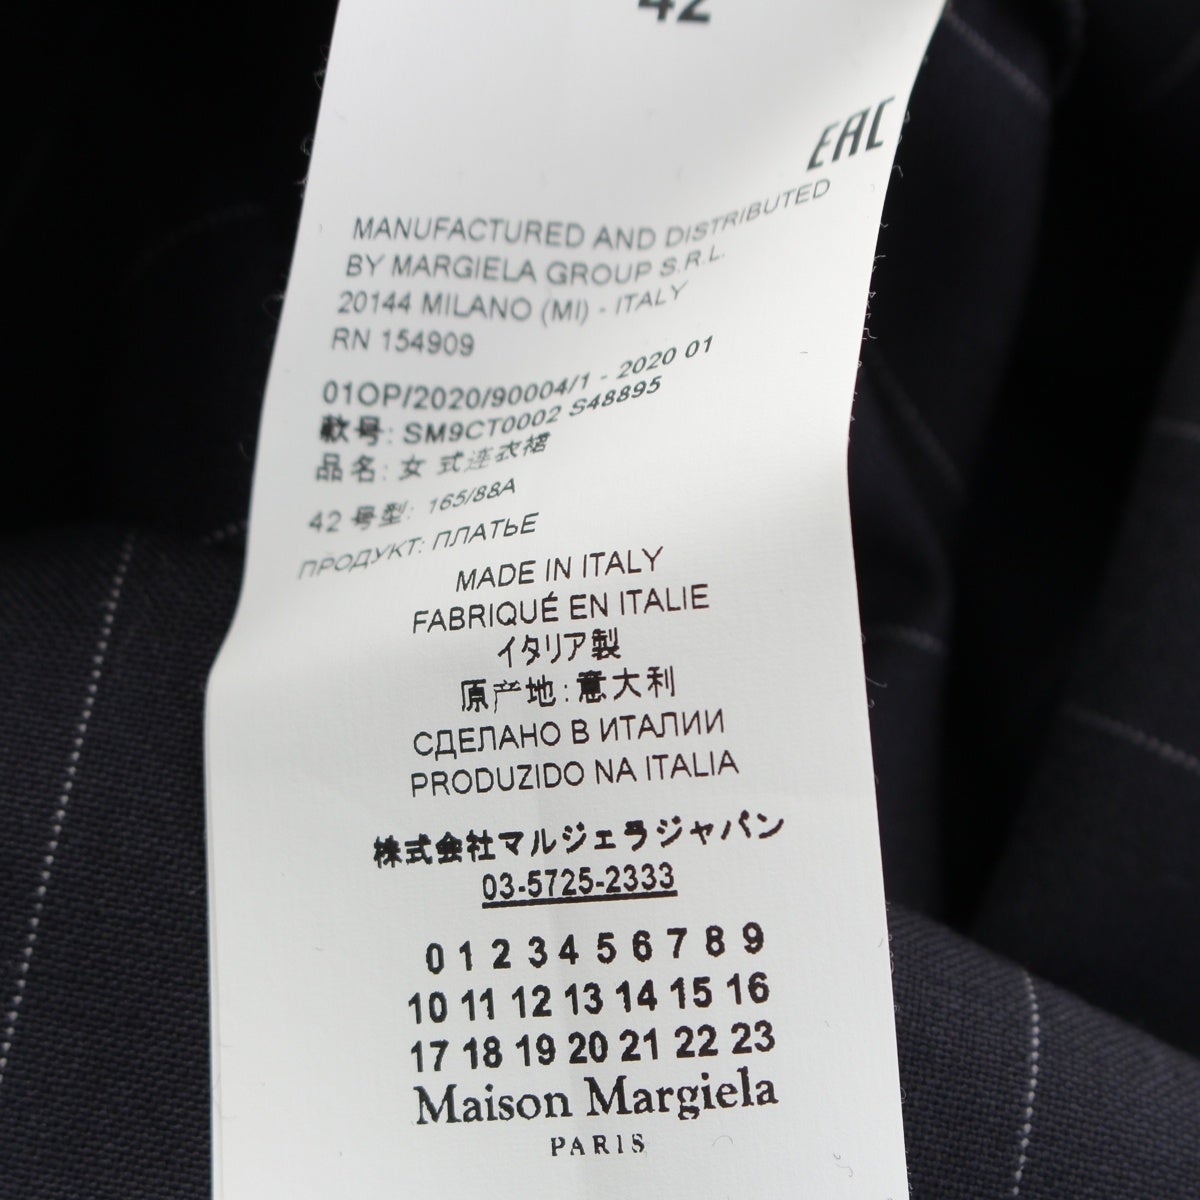 42
EAC
MANUFACTURED AND DISTRIBUTED
BY MARGIELA GROUP S.R.L.
20144 MILANO (MI) - ITALY
RN 154909
01OP/2020/90004/1 - 2020 01
款号: SM9CT0002 S48895
品名: 女 式连衣裙
42 号型: 165/88A
ПРОДУКТ: ПЛАТЬЕ
MADE IN ITALY
FABRIQUÉ EN ITALIE
イタリア製
原产地: 意大利
СДЕЛАНО В ИТАЛИИ
PRODUZIDO NA ITALIA
株式会社マルジェラジャパン
03-5725-2333
0 1 2 3 4 5 6 7 8 9
10 11 12 13 14 15 16
17 18 19 20 21 22 23
Maison Margiela
PARIS